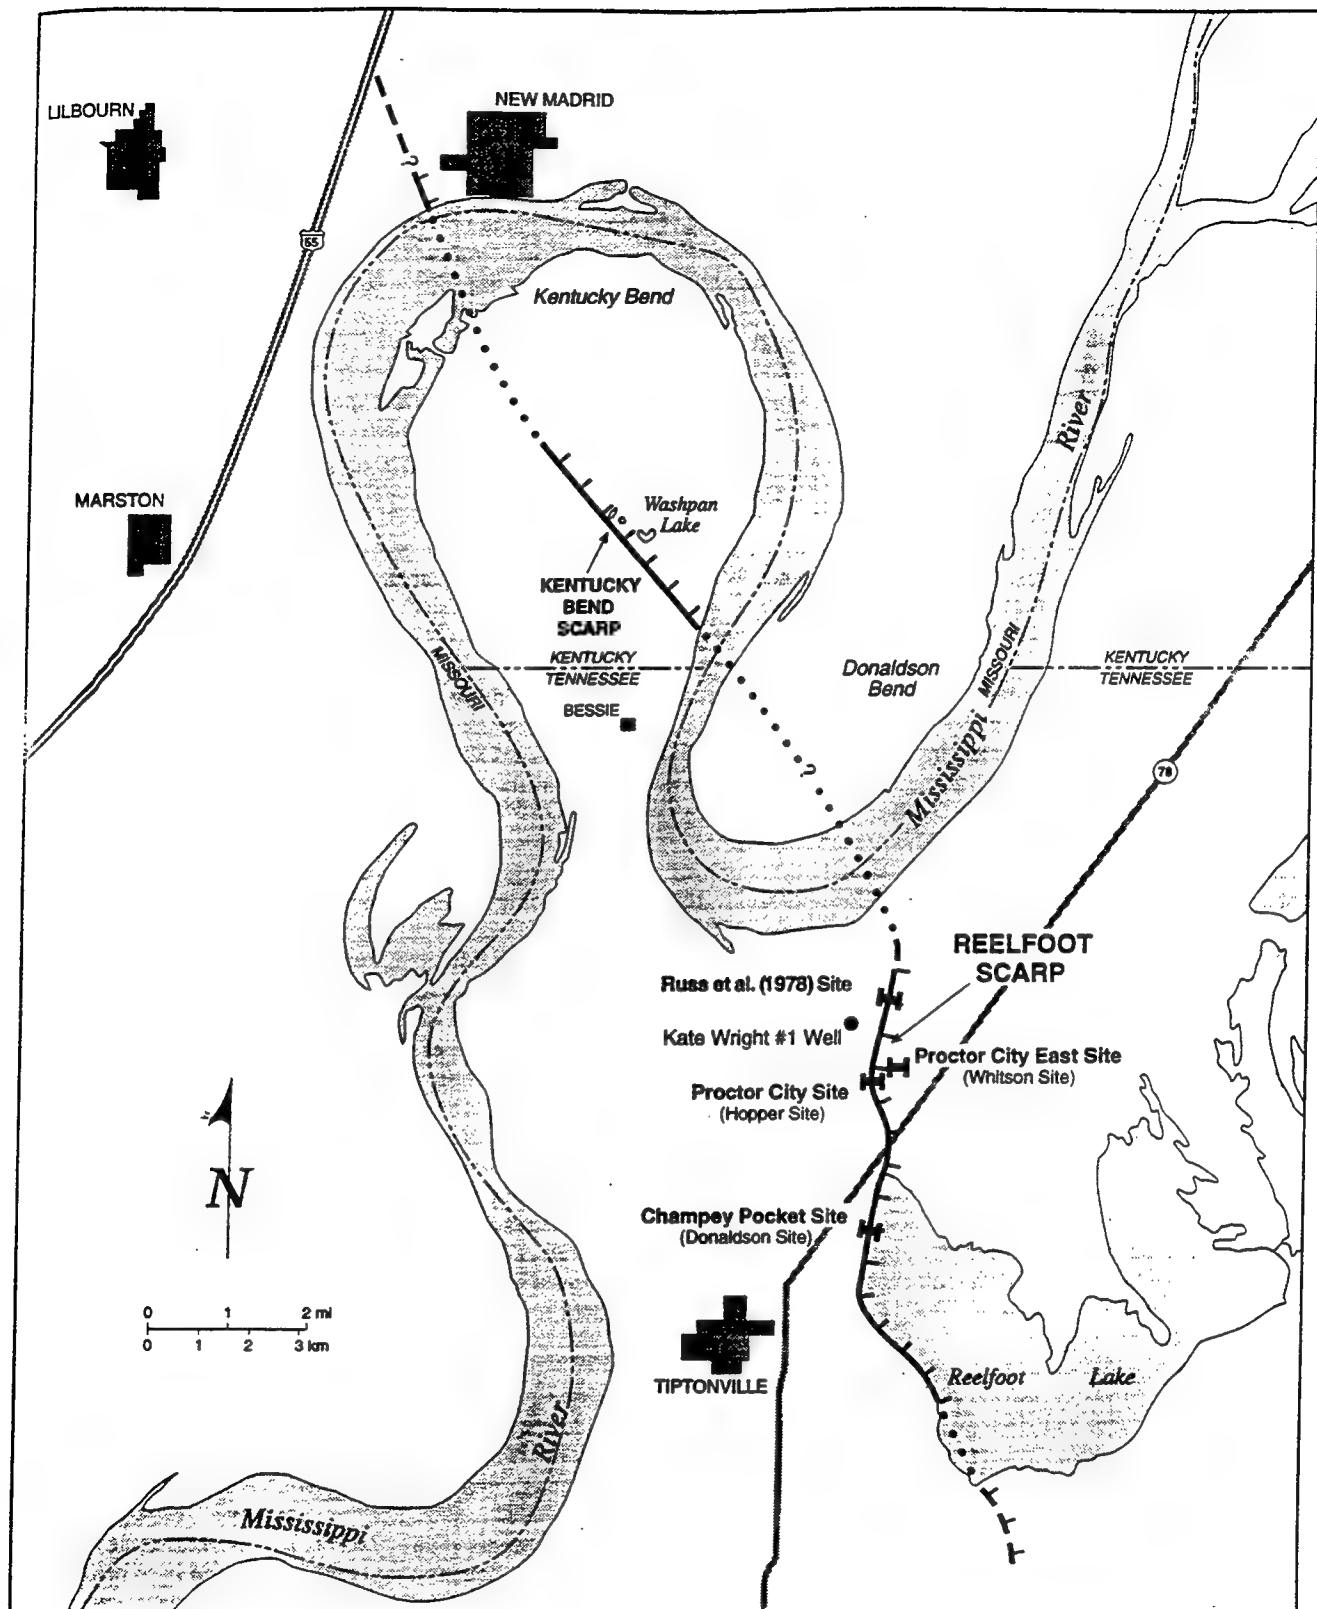 LILBOURN
NEW MADRID
55
Kentucky Bend
MARSTON
Washpan
Lake
KENTUCKY
BEND
SCARP
MISSOURI
KENTUCKY
TENNESSEE
BESSIE
Donaldson
Bend
River
MISSOURI
Mississippi
KENTUCKY
TENNESSEE
78
?
?
REELFOOT
SCARP
Russ et al. (1978) Site
Kate Wright #1 Well
Proctor City East Site
(Whitson Site)
Proctor City Site
(Hopper Site)
N
Champey Pocket Site
(Donaldson Site)
0 1 2 mi
0 1 2 3 km
TIPTONVILLE
Reelfoot Lake
River
Mississippi